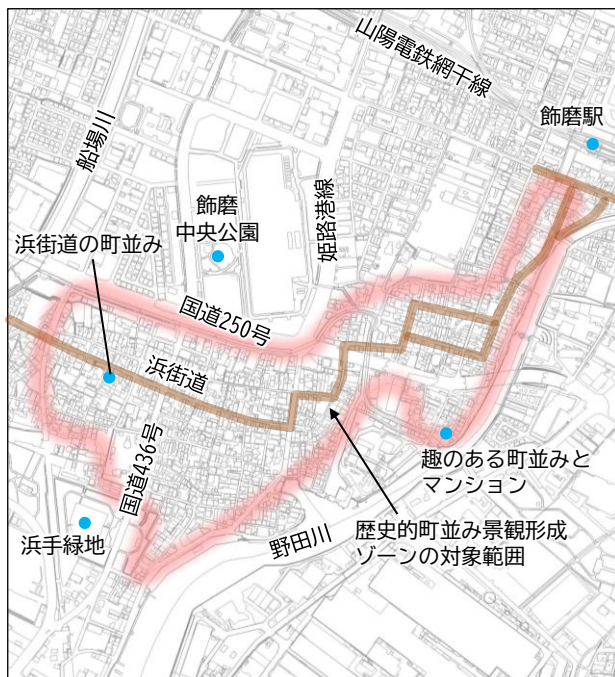 山陽電鉄網干線
飾磨駅
船場川
飾磨
中央公園
姫路港線
浜街道の町並み
国道250号
浜街道
国道436号
趣のある町並みと
マンション
浜手緑地
野田川
歴史的町並み景観形成
ゾーンの対象範囲